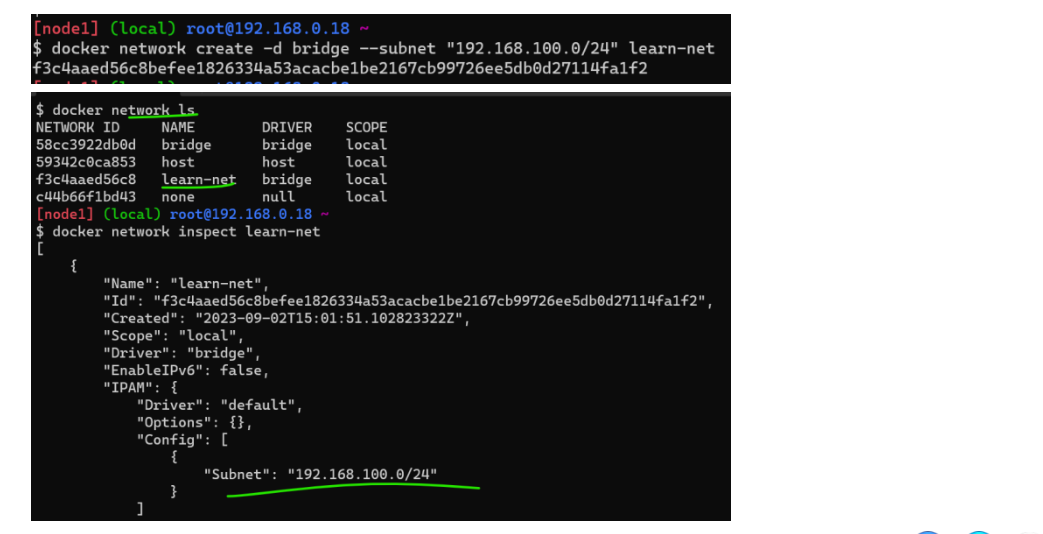 [node1] (local) root@192.168.0.18 ~
$ docker network create -d bridge --subnet "192.168.100.0/24" learn-net
f3c4aaed56c8befee1826334a53acacbe1be2167cb99726ee5db0d27114fa1f2
$ docker network ls
NETWORK ID     NAME        DRIVER    SCOPE
58cc3922db0d   bridge      bridge    local
59342c0ca853   host        host      local
f3c4aaed56c8   learn-net   bridge    local
c44b66f1bd43   none        null      local
[node1] (local) root@192.168.0.18 ~
$ docker network inspect learn-net
[
    {
        "Name": "learn-net",
        "Id": "f3c4aaed56c8befee1826334a53acacbe1be2167cb99726ee5db0d27114fa1f2",
        "Created": "2023-09-02T15:01:51.102823322Z",
        "Scope": "local",
        "Driver": "bridge",
        "EnableIPv6": false,
        "IPAM": {
            "Driver": "default",
            "Options": {},
            "Config": [
                {
                    "Subnet": "192.168.100.0/24"
                }
            ]